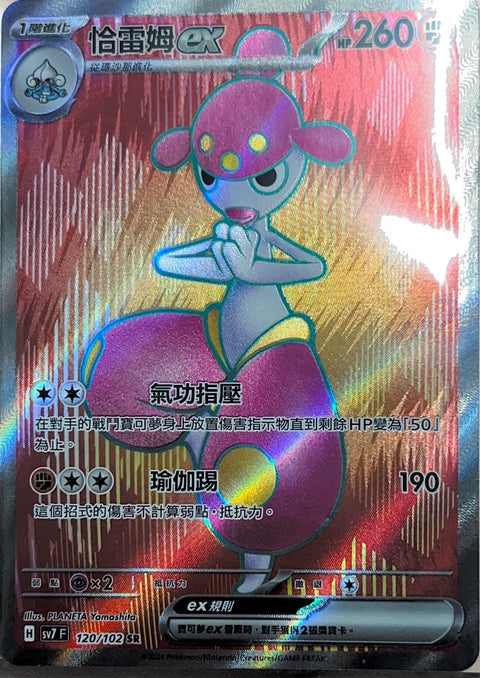 1階進化
恰雷姆ex
HP260
從瑪沙那進化
氣功指壓
在對手的戰鬥寶可夢身上放置傷害指示物直到剩餘HP變為「50」
為止。
瑜伽踢 190
這個招式的傷害不計算弱點・抵抗力。
弱點 ×2 抵抗力 撤退
ex規則
寶可夢ex昏厥時,對手獲得2張獎賞卡。
Illus. PLANETA Yamashita
H sv7 F 120/102 SR
©2024 Pokémon/Nintendo/Creatures/GAME FREAK